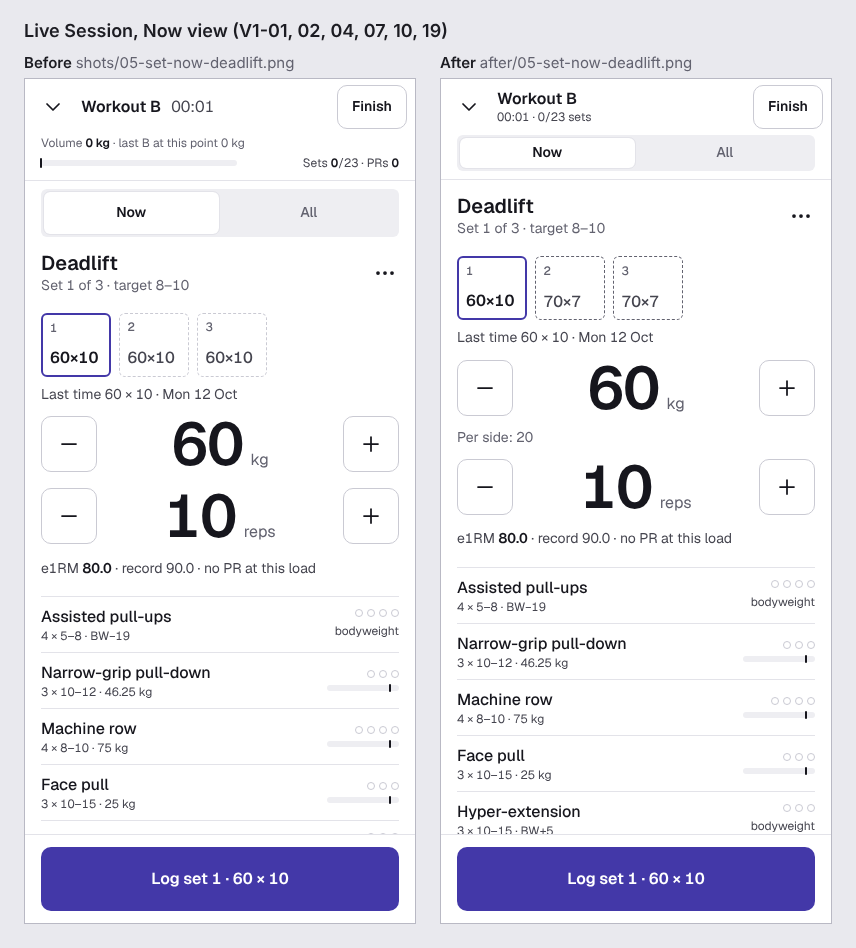 Live Session, Now view (V1-01, 02, 04, 07, 10, 19)
Before shots/05-set-now-deadlift.png
Workout B 00:01
Finish
Volume 0 kg · last B at this point 0 kg
Sets 0/23 · PRs 0
Now All
Deadlift
Set 1 of 3 · target 8–10
1 2 3
60×10 60×10 60×10
Last time 60 × 10 · Mon 12 Oct
− 60 kg +
− 10 reps +
e1RM 80.0 · record 90.0 · no PR at this load
Assisted pull-ups
4 × 5–8 · BW–19
bodyweight
Narrow-grip pull-down
3 × 10–12 · 46.25 kg
Machine row
4 × 8–10 · 75 kg
Face pull
3 × 10–15 · 25 kg
Log set 1 · 60 × 10
After after/05-set-now-deadlift.png
Workout B
00:01 · 0/23 sets
Finish
Now All
Deadlift
Set 1 of 3 · target 8–10
1 2 3
60×10 70×7 70×7
Last time 60 × 10 · Mon 12 Oct
− 60 kg +
Per side: 20
− 10 reps +
e1RM 80.0 · record 90.0 · no PR at this load
Assisted pull-ups
4 × 5–8 · BW–19
bodyweight
Narrow-grip pull-down
3 × 10–12 · 46.25 kg
Machine row
4 × 8–10 · 75 kg
Face pull
3 × 10–15 · 25 kg
Hyper-extension
3 × 10–15 · BW+5
bodyweight
Log set 1 · 60 × 10